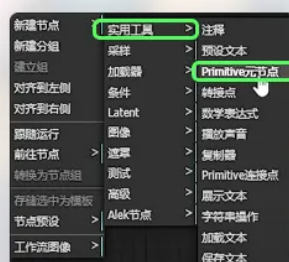 新建节点
新建分组
建立组
对齐到左侧
对齐到右侧
跟随运行
前往节点
转换为节点组
存储选中为模板
节点预设
工作流图像
实用工具
采样
加载器
条件
Latent
图像
遮罩
测试
高级
Alek节点
注释
预设文本
Primitive元节点
转接点
数学表达式
播放声音
复制器
Primitive连接点
展示文本
字符串操作
加载文本
保存文本